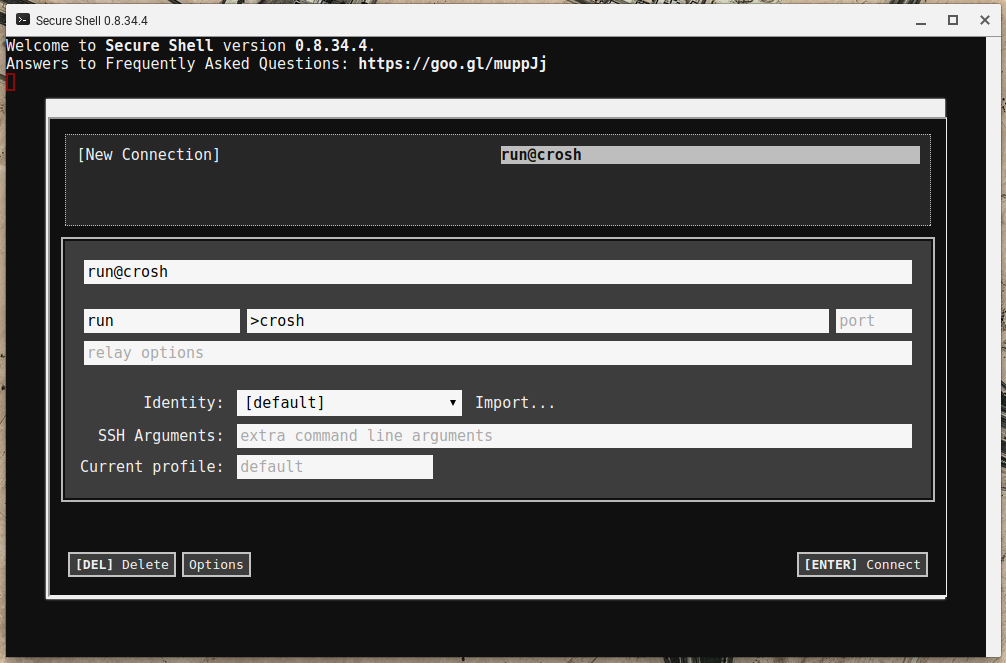 Secure Shell 0.8.34.4
Welcome to Secure Shell version 0.8.34.4.
Answers to Frequently Asked Questions: https://goo.gl/muppJj
[New Connection] run@crosh
run@crosh
run >crosh port
relay options
Identity: [default] Import...
SSH Arguments: extra command line arguments
Current profile: default
[DEL] Delete Options [ENTER] Connect